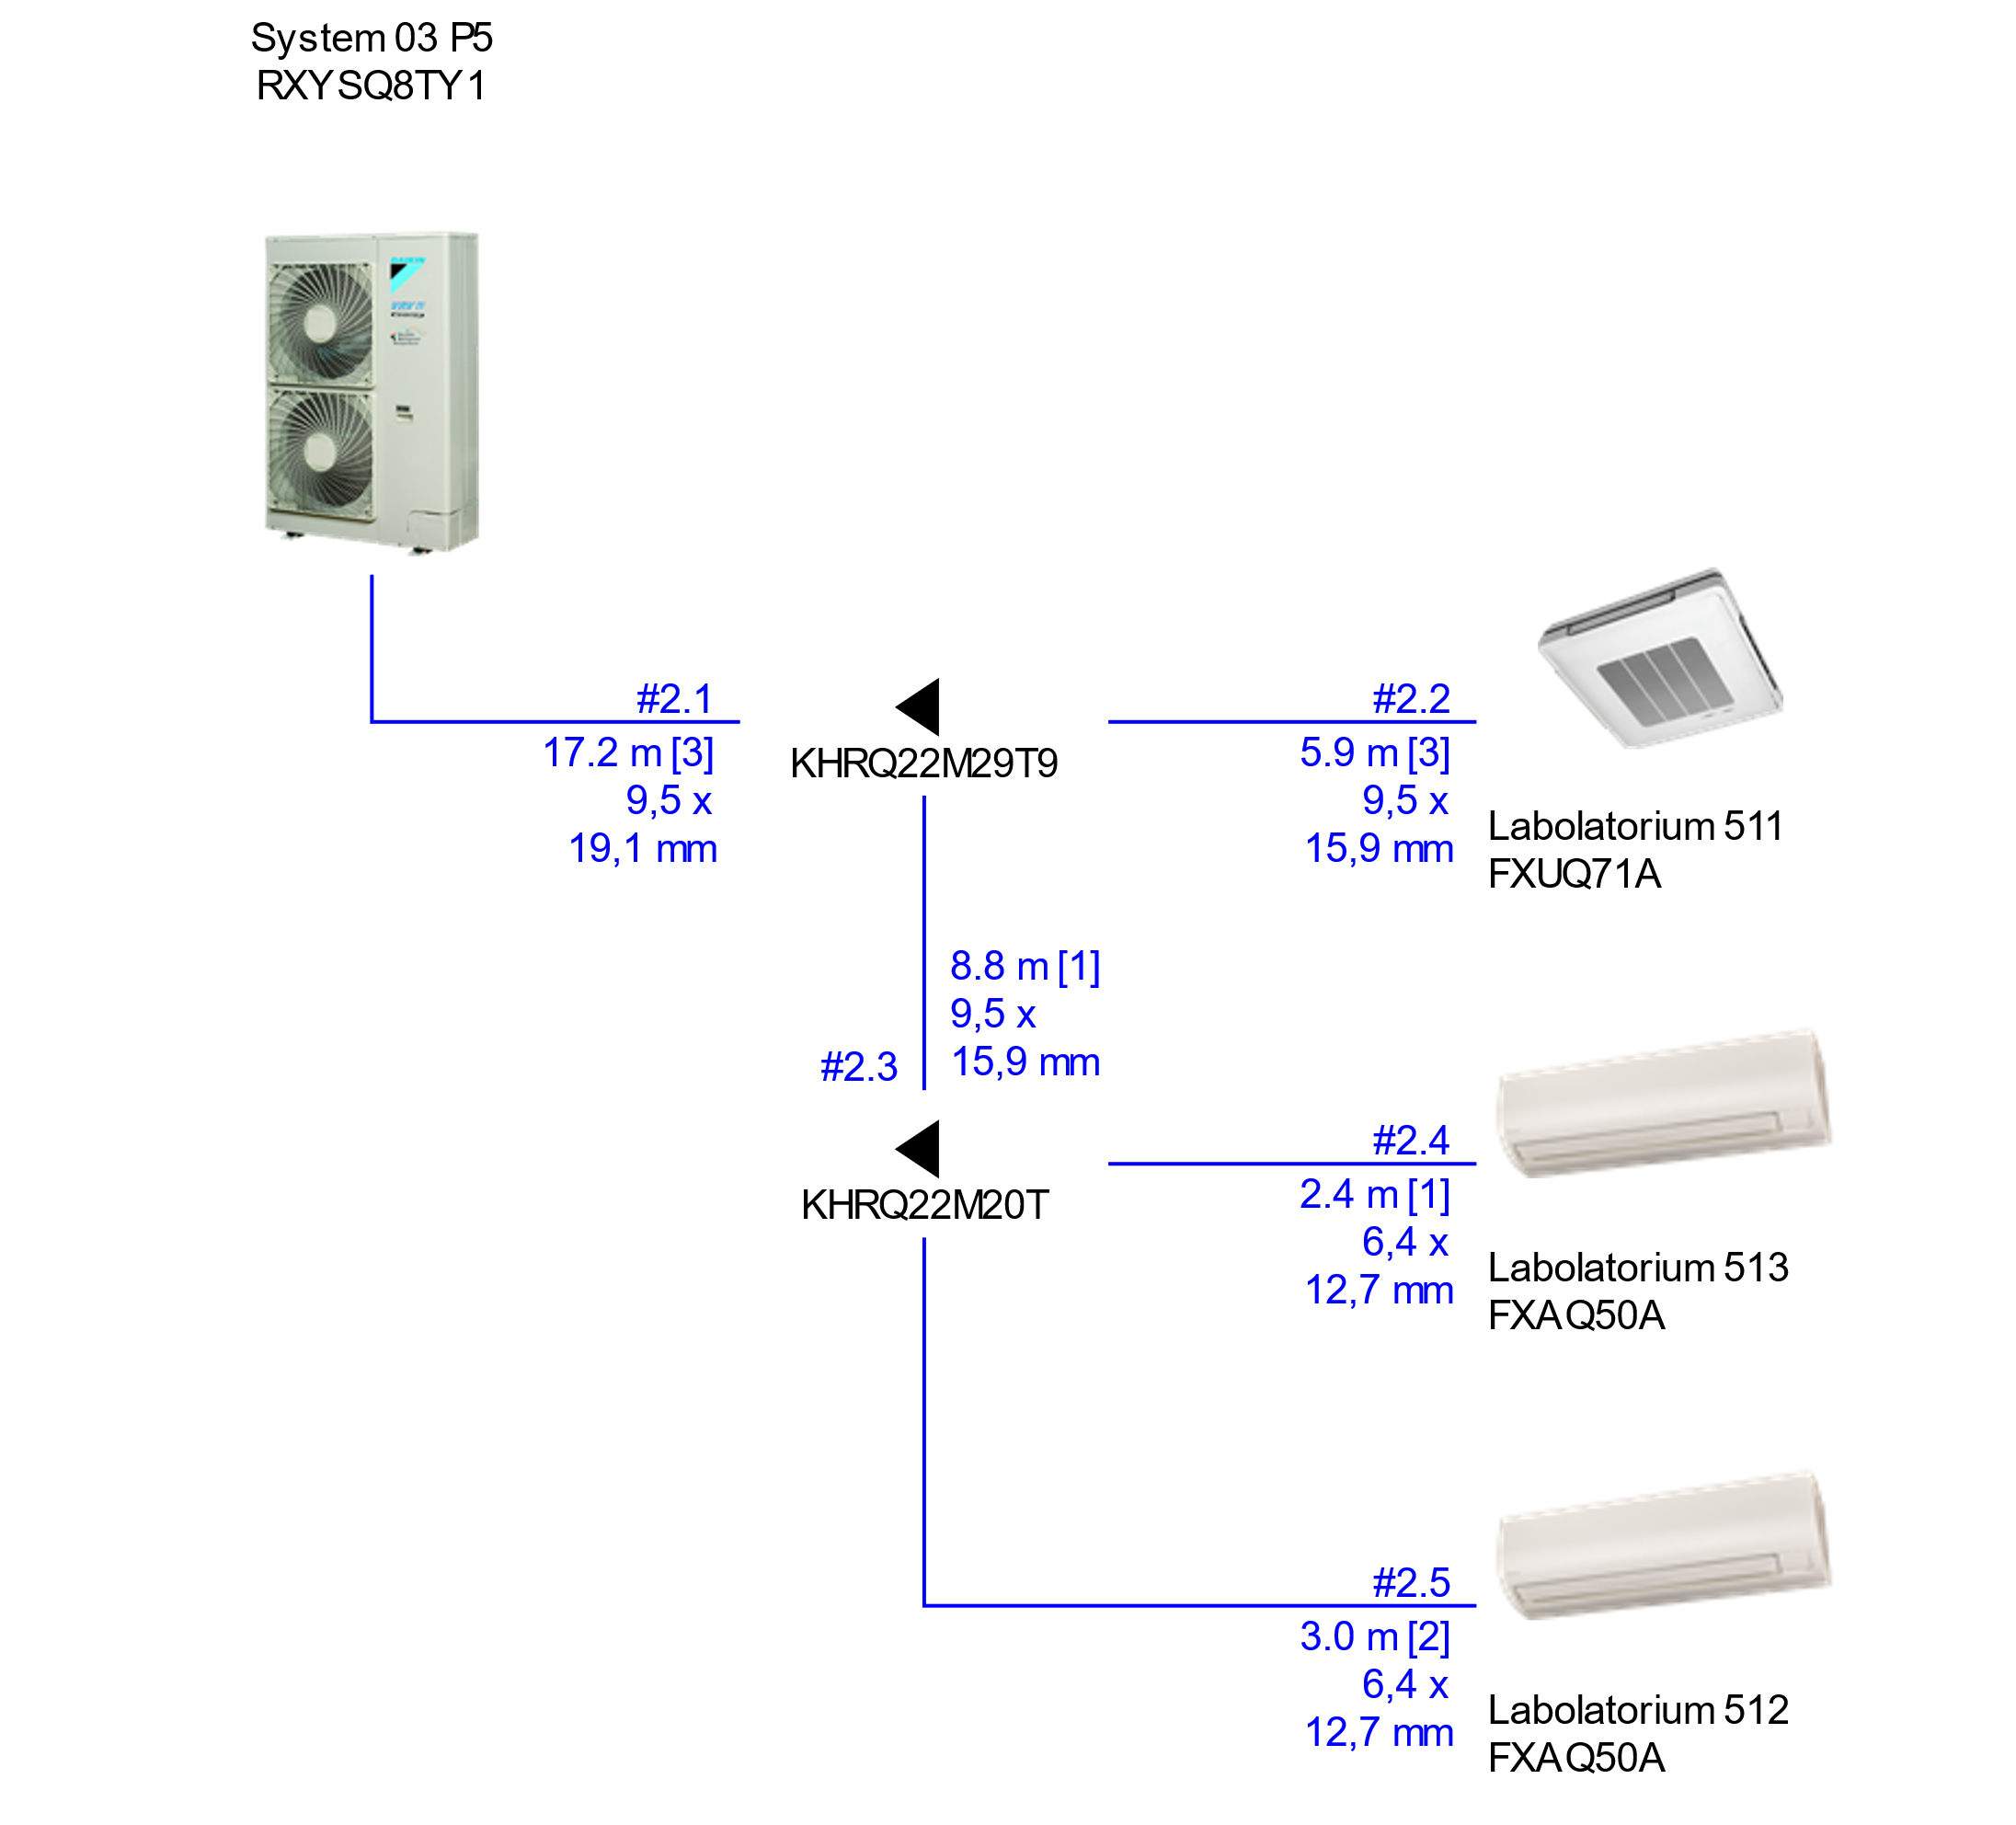 System 03 P5
RXYSQ8TY1
DAIKIN
#2.1
17.2 m [3]
9,5 x
19,1 mm
KHRQ22M29T9
#2.2
5.9 m [3]
9,5 x
15,9 mm
Labolatorium 511
FXUQ71A
8.8 m [1]
9,5 x
15,9 mm
#2.3
KHRQ22M20T
#2.4
2.4 m [1]
6,4 x
12,7 mm
Labolatorium 513
FXAQ50A
#2.5
3.0 m [2]
6,4 x
12,7 mm
Labolatorium 512
FXAQ50A